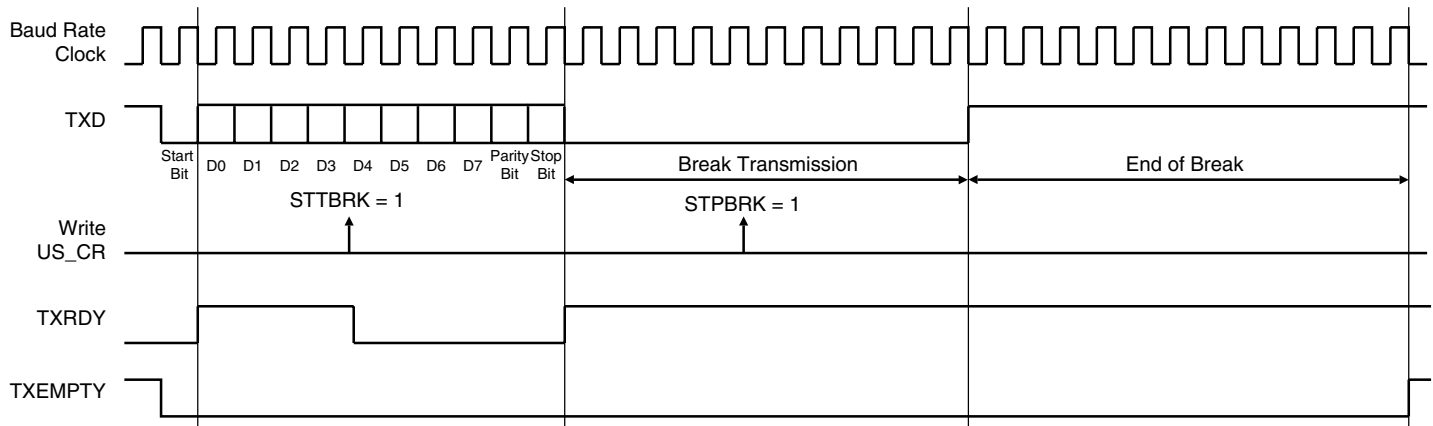 Baud Rate
Clock
TXD
Start
Bit
D0 D1 D2 D3 D4 D5 D6 D7
Parity
Bit
Stop
Bit
Break Transmission
End of Break
STTBRK = 1
STPBRK = 1
Write
US_CR
TXRDY
TXEMPTY